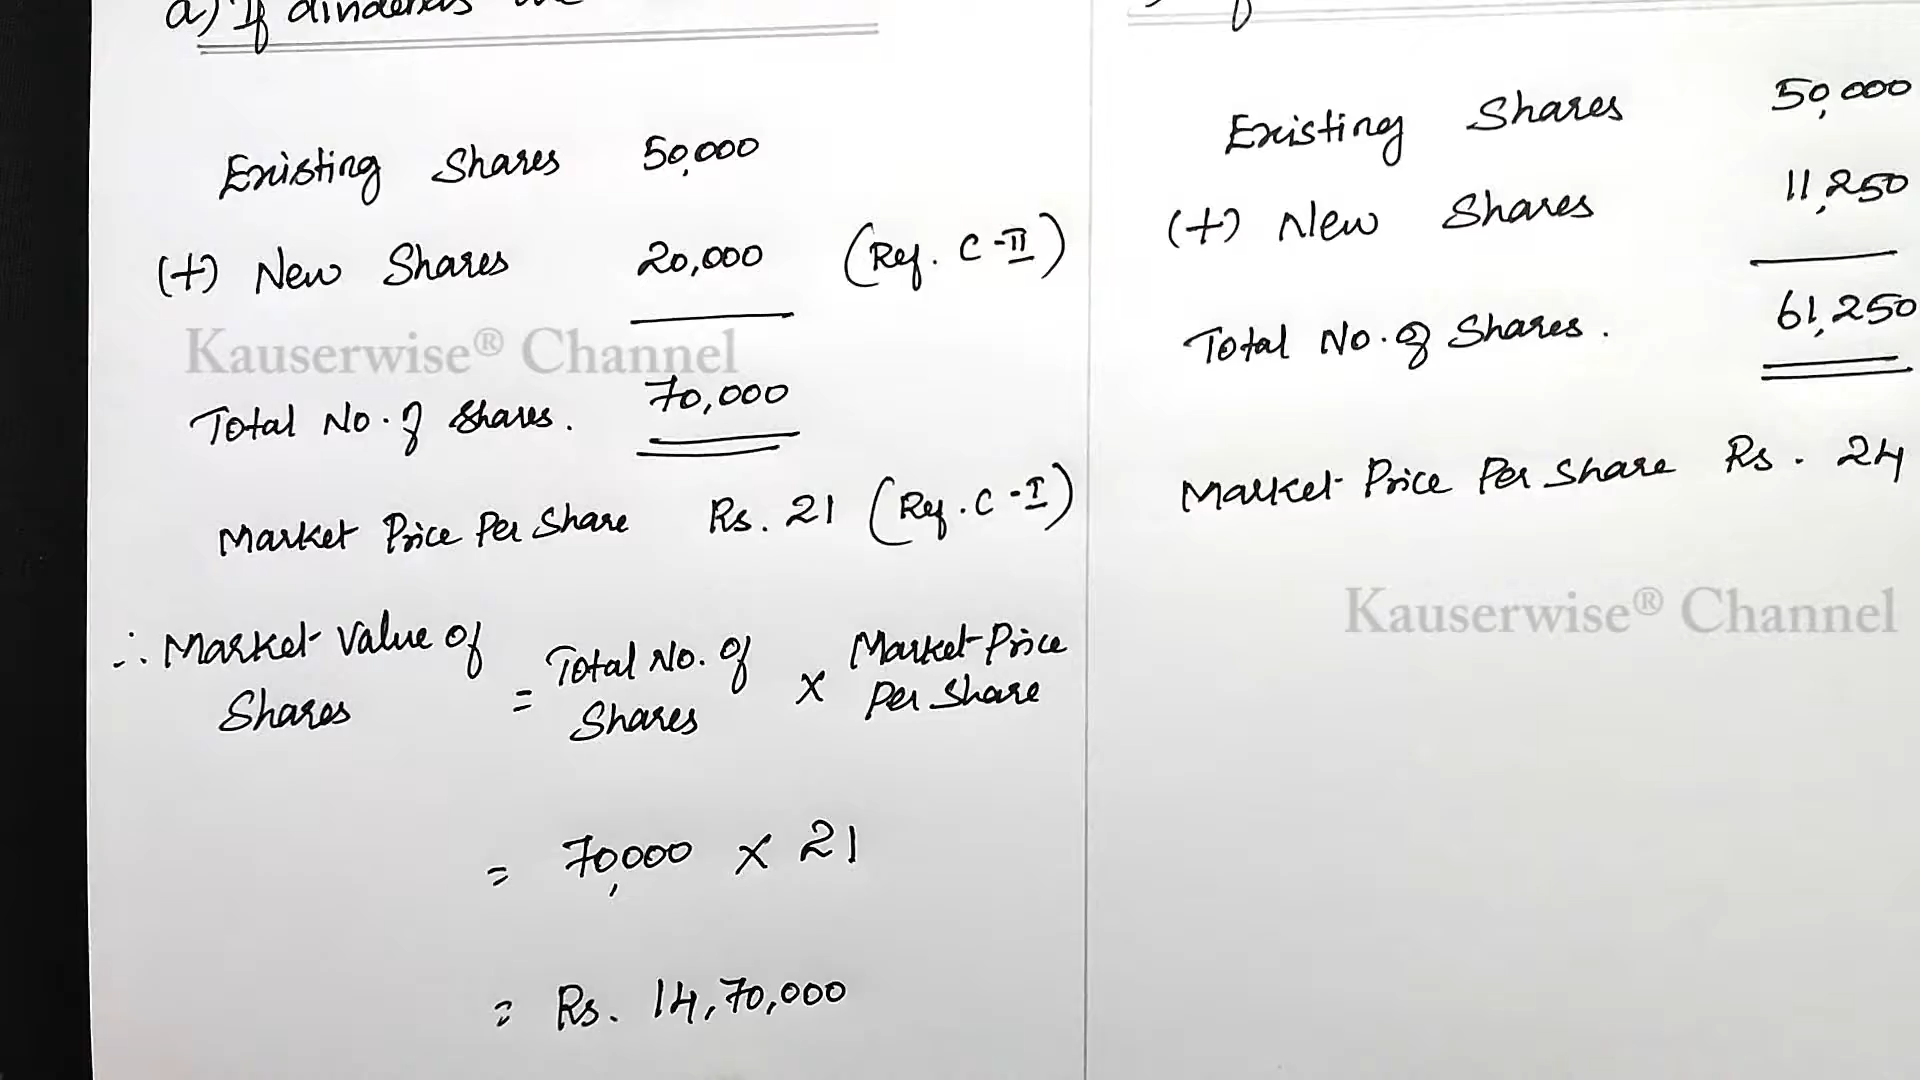 a) If dividends
Existing Shares 50,000
(+) New Shares 20,000 (Ref. C-II)
Kauserwise® Channel
Total No. of Shares. 70,000
Market Price Per Share Rs. 21 (Ref. C-I)
∴ Market Value of Shares = Total No. of Shares x Market Price Per Share
= 70,000 x 21
= Rs. 14,70,000
Existing Shares 50,000
(+) New Shares 11,250
Total No. of Shares. 61,250
Market Price Per Share Rs. 24
Kauserwise® Channel